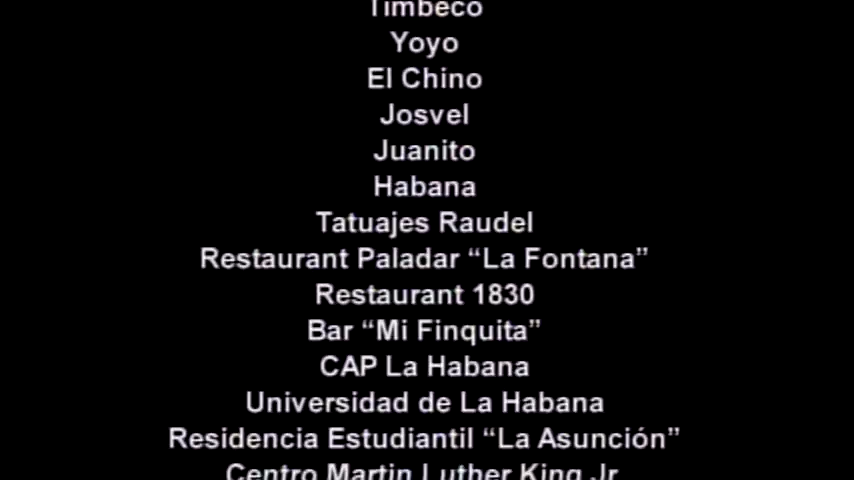 Timbeco
Yoyo
El Chino
Josvel
Juanito
Habana
Tatuajes Raudel
Restaurant Paladar “La Fontana”
Restaurant 1830
Bar “Mi Finquita”
CAP La Habana
Universidad de La Habana
Residencia Estudiantil “La Asunción”
Centro Martin Luther King Jr